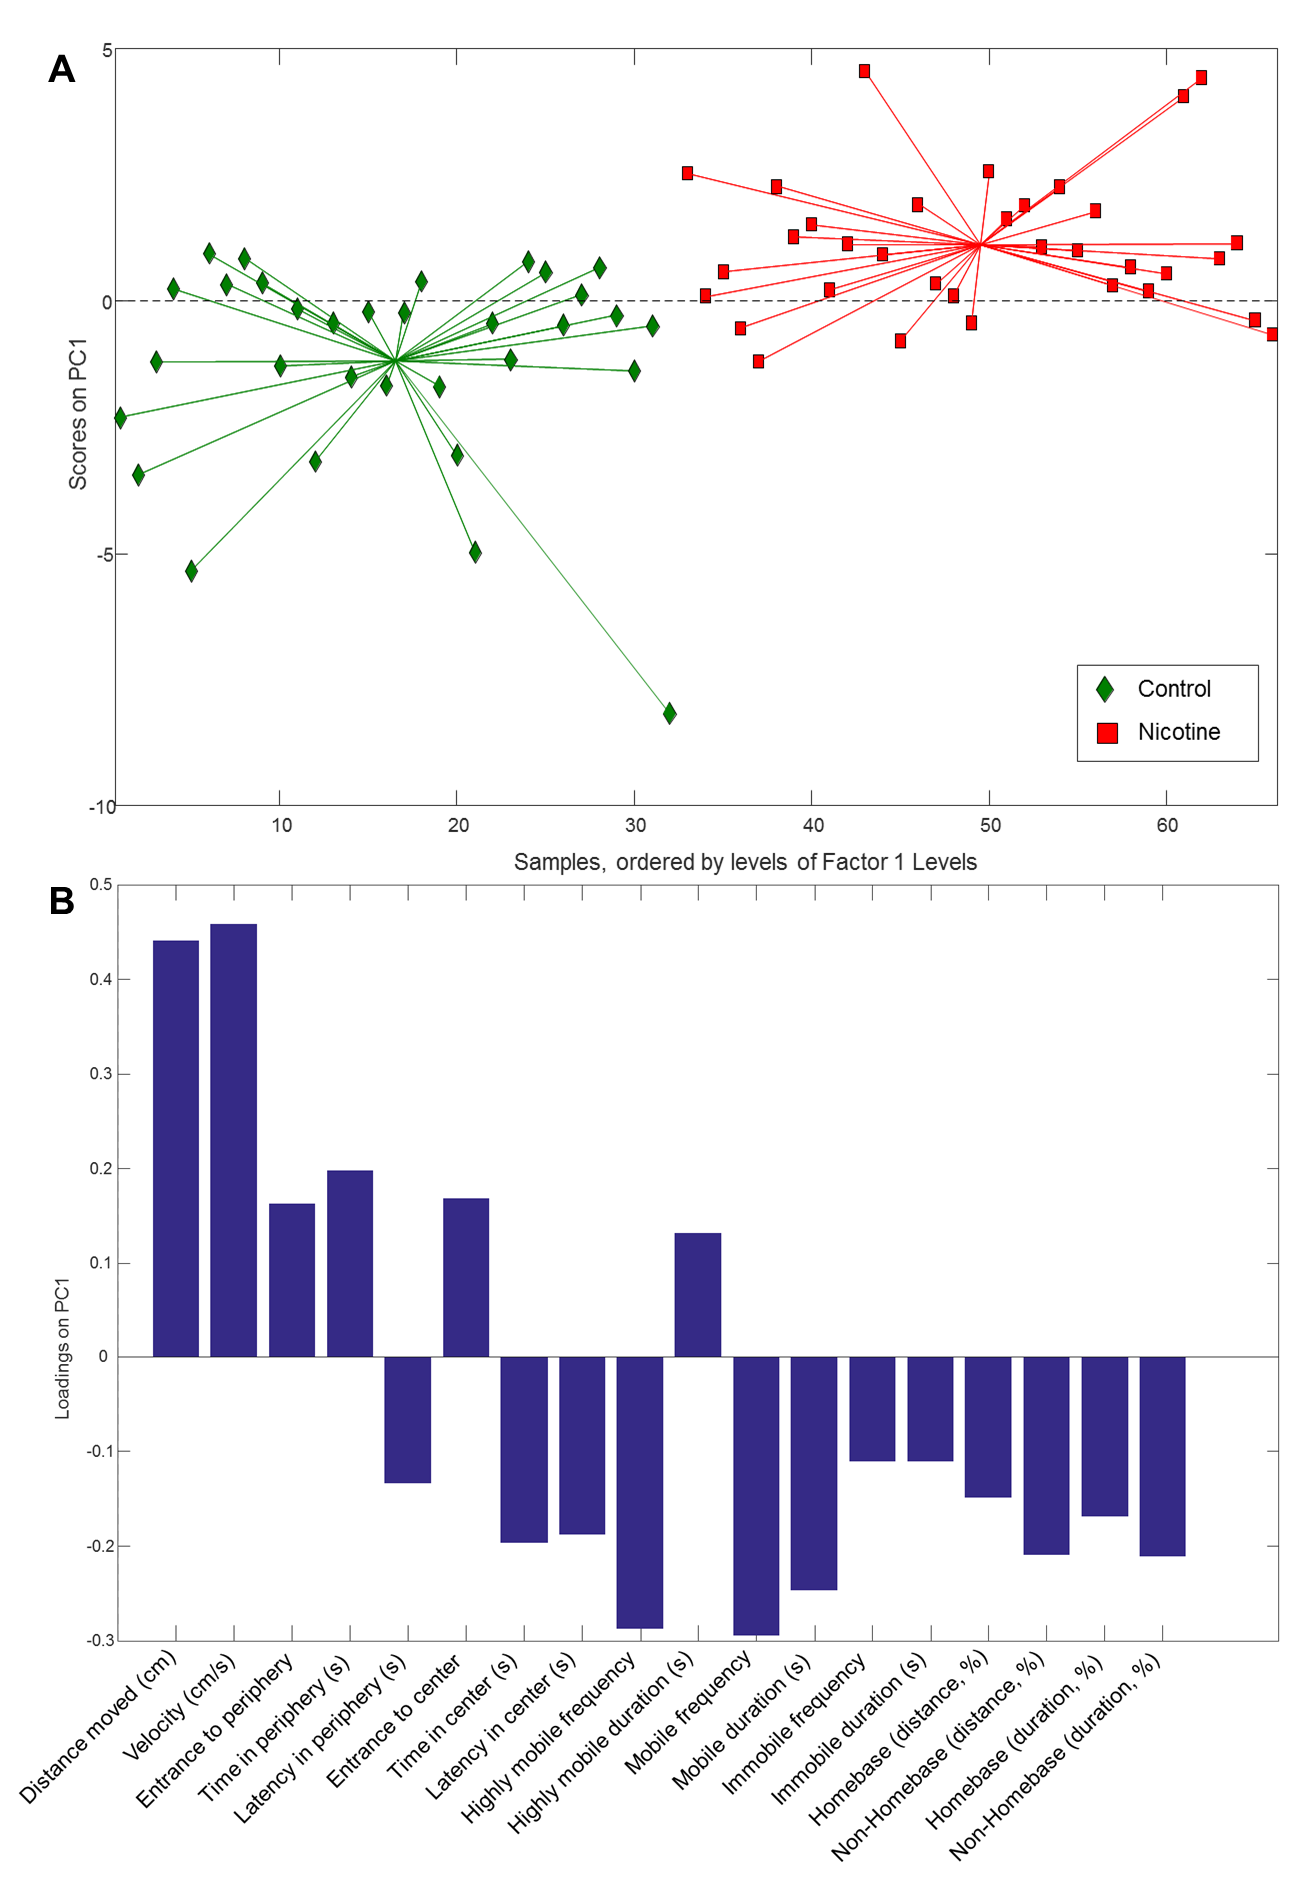 A
5
0
-5
-10
Scores on PC1
10 20 30 40 50 60
Samples, ordered by levels of Factor 1 Levels
Control
Nicotine
B
0.5
0.4
0.3
0.2
0.1
0
-0.1
-0.2
-0.3
Loadings on PC1
Distance moved (cm)
Velocity (cm/s)
Entrance to periphery
Time in periphery (s)
Latency in periphery (s)
Entrance to center
Time in center (s)
Latency in center (s)
Highly mobile frequency
Highly mobile duration (s)
Mobile frequency
Mobile duration (s)
Immobile frequency
Immobile duration (s)
Homebase (distance, %)
Non-Homebase (distance, %)
Homebase (duration, %)
Non-Homebase (duration, %)